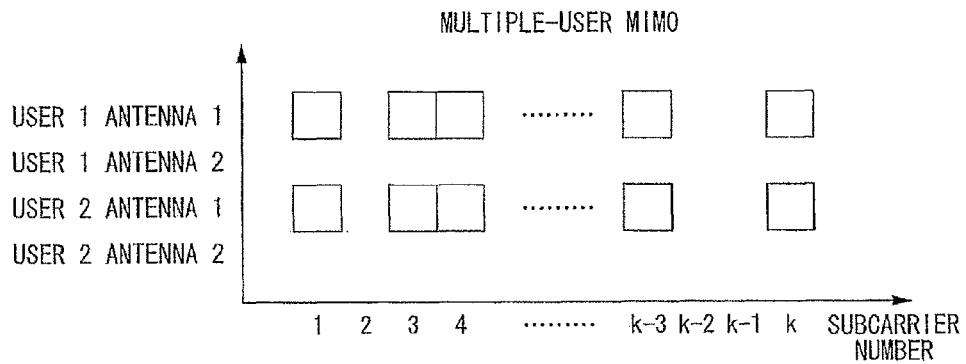 MULTIPLE-USER MIMO
USER 1 ANTENNA 1
USER 1 ANTENNA 2
USER 2 ANTENNA 1
USER 2 ANTENNA 2
1 2 3 4 ......... k-3 k-2 k-1 k SUBCARRIER
NUMBER